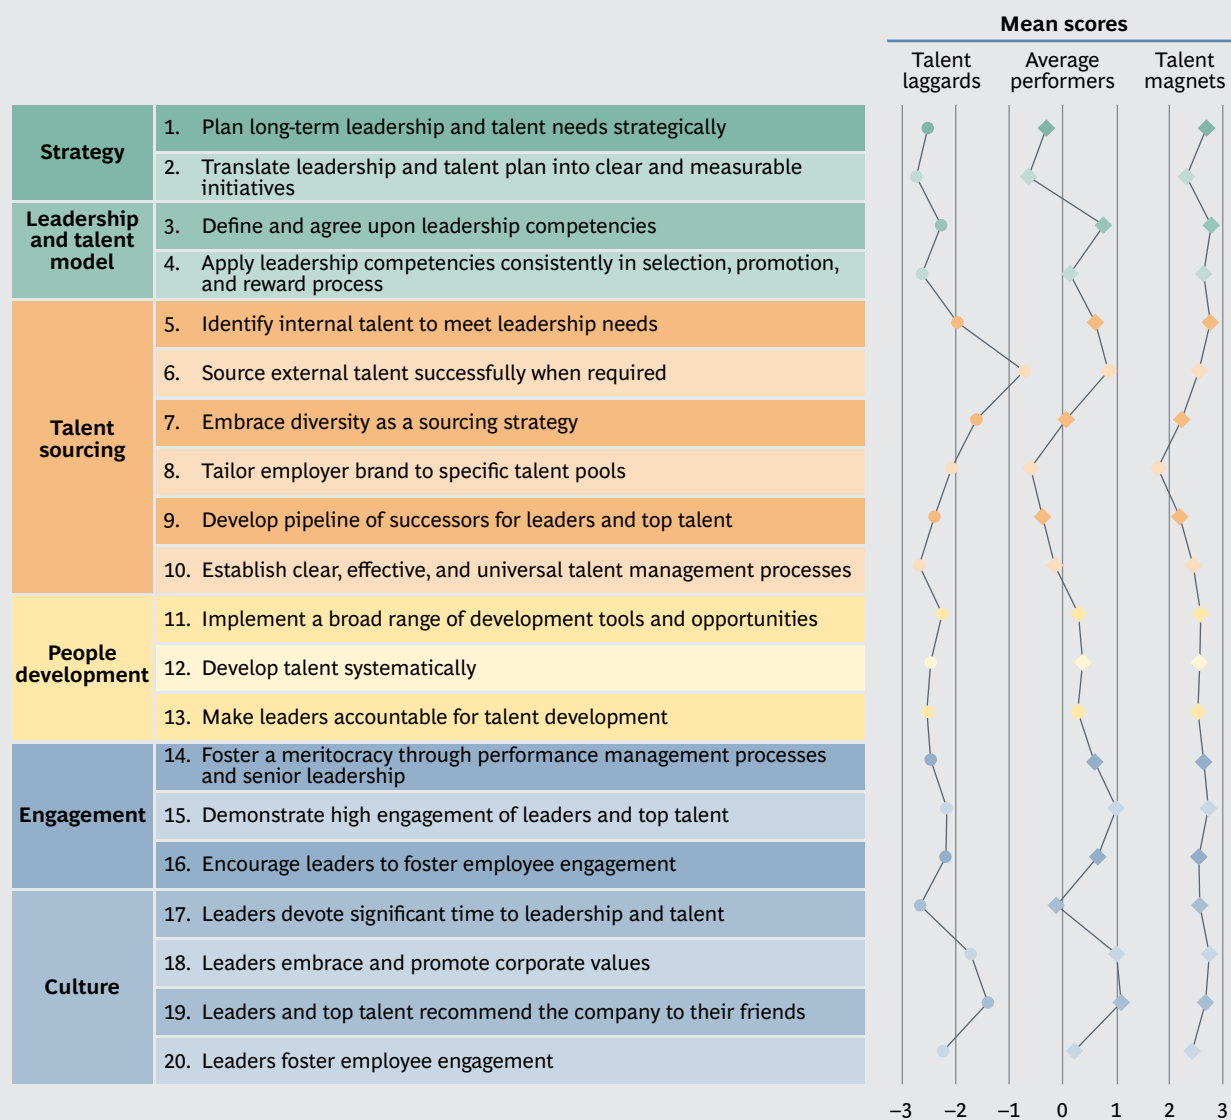 Mean scores
Talent
laggards
Average
performers
Talent
magnets
Strategy
1. Plan long-term leadership and talent needs strategically
2. Translate leadership and talent plan into clear and measurable
initiatives
Leadership
and talent
model
3. Define and agree upon leadership competencies
4. Apply leadership competencies consistently in selection, promotion,
and reward process
Talent
sourcing
5. Identify internal talent to meet leadership needs
6. Source external talent successfully when required
7. Embrace diversity as a sourcing strategy
8. Tailor employer brand to specific talent pools
9. Develop pipeline of successors for leaders and top talent
10. Establish clear, effective, and universal talent management processes
People
development
11. Implement a broad range of development tools and opportunities
12. Develop talent systematically
13. Make leaders accountable for talent development
Engagement
14. Foster a meritocracy through performance management processes
and senior leadership
15. Demonstrate high engagement of leaders and top talent
16. Encourage leaders to foster employee engagement
Culture
17. Leaders devote significant time to leadership and talent
18. Leaders embrace and promote corporate values
19. Leaders and top talent recommend the company to their friends
20. Leaders foster employee engagement
–3 –2 –1 0 1 2 3